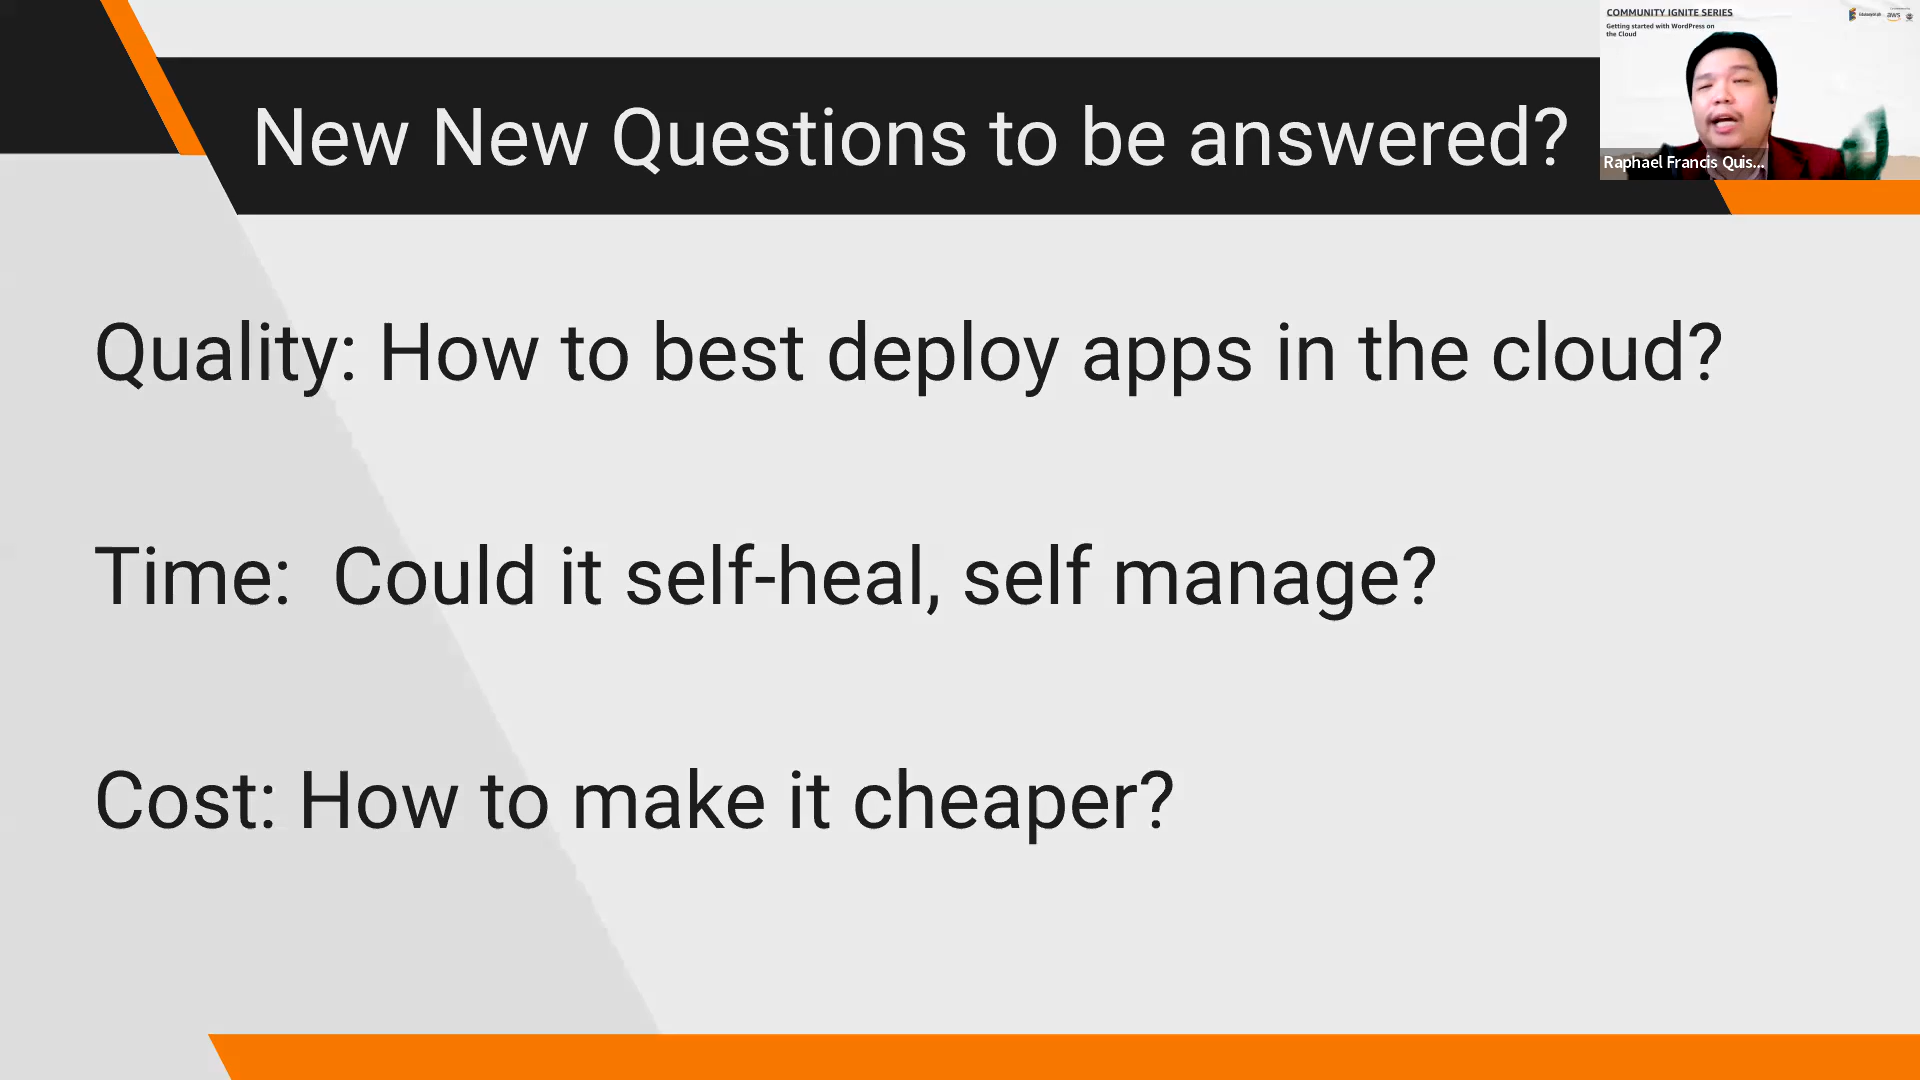 New New Questions to be answered?
COMMUNITY IGNITE SERIES
Getting started with WordPress on
the Cloud
aws
Raphael Francis Quis...
Quality: How to best deploy apps in the cloud?
Time:  Could it self-heal, self manage?
Cost: How to make it cheaper?